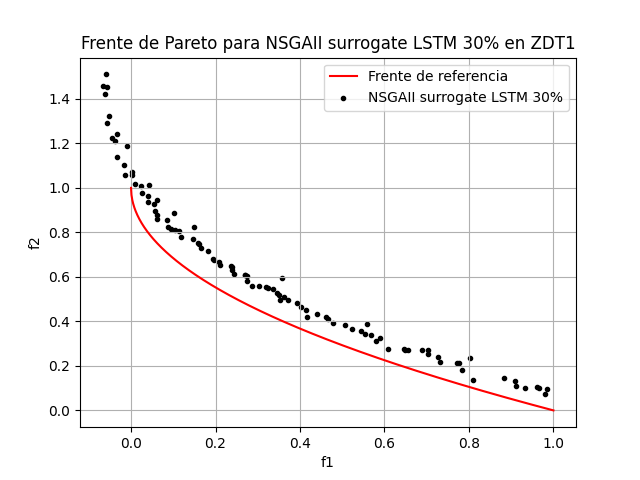 Frente de Pareto para NSGAII surrogate LSTM 30% en ZDT1
Frente de referencia
NSGAII surrogate LSTM 30%
f2
1.4
1.2
1.0
0.8
0.6
0.4
0.2
0.0
0.0 0.2 0.4 0.6 0.8 1.0
f1